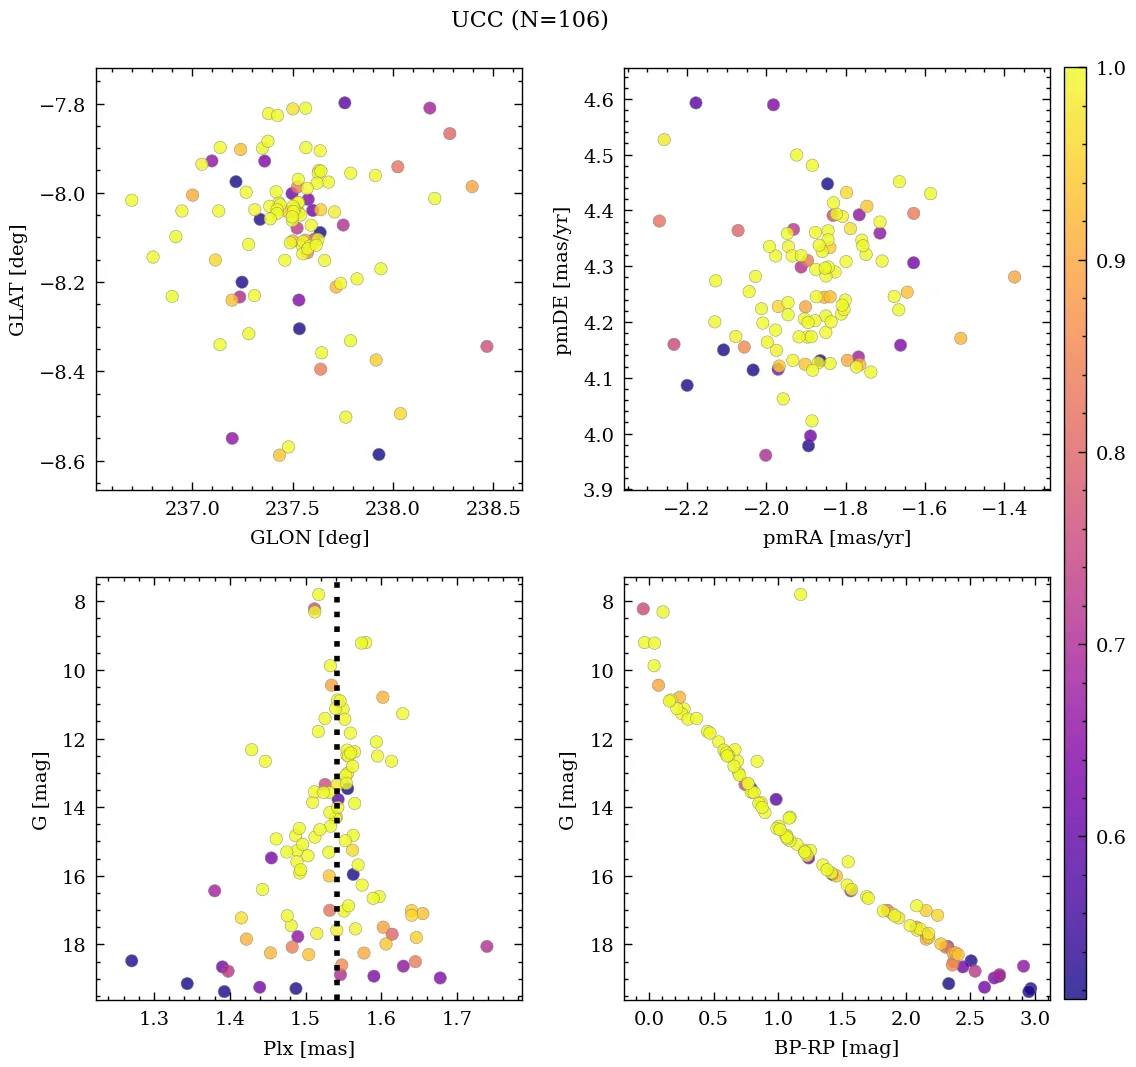 UCC (N=106)
−7.8
−8.0
−8.2
−8.4
−8.6
GLAT [deg]
237.0 237.5 238.0 238.5
GLON [deg]
4.6
4.5
4.4
4.3
4.2
4.1
4.0
3.9
pmDE [mas/yr]
−2.2 −2.0 −1.8 −1.6 −1.4
pmRA [mas/yr]
1.0
0.9
0.8
0.7
0.6
8
10
12
14
16
18
G [mag]
1.3 1.4 1.5 1.6 1.7
Plx [mas]
8
10
12
14
16
18
G [mag]
0.0 0.5 1.0 1.5 2.0 2.5 3.0
BP-RP [mag]